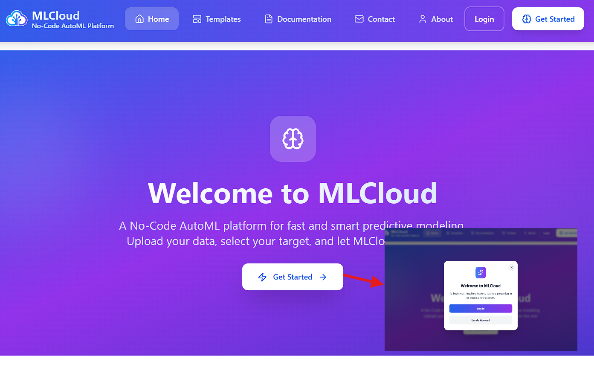 MLCloud
No-Code AutoML Platform
Home
Templates
Documentation
Contact
About
Login
Get Started
Welcome to MLCloud
A No-Code AutoML platform for fast and smart predictive modeling.
Upload your data, select your target, and let MLClo
Get Started
Welcome to MLCloud